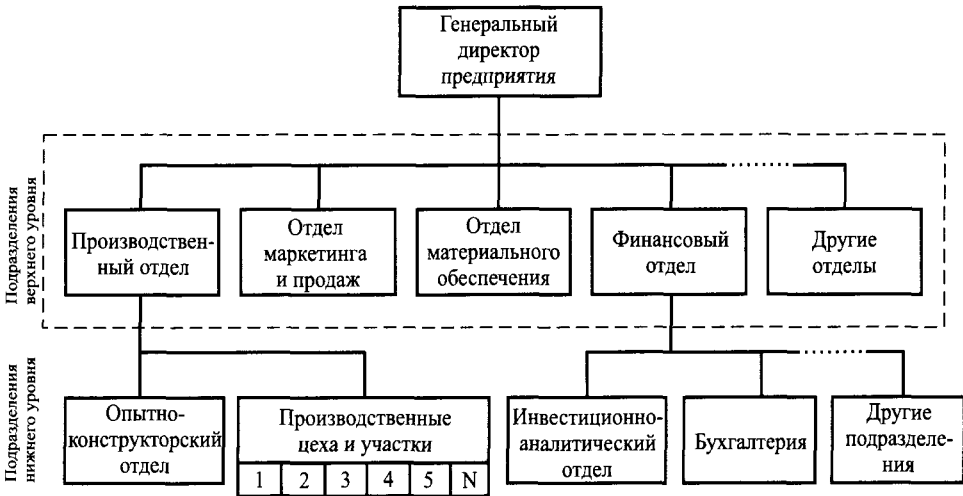 Генеральный
директор
предприятия
Подразделения
верхнего уровня
Производствен-
ный отдел
Отдел
маркетинга
и продаж
Отдел
материального
обеспечения
Финансовый
отдел
Другие
отделы
Подразделения
нижнего уровня
Опытно-
конструкторский
отдел
Производственные
цеха и участки
1 2 3 4 5 N
Инвестиционно-
аналитический
отдел
Бухгалтерия
Другие
подразделе-
ния